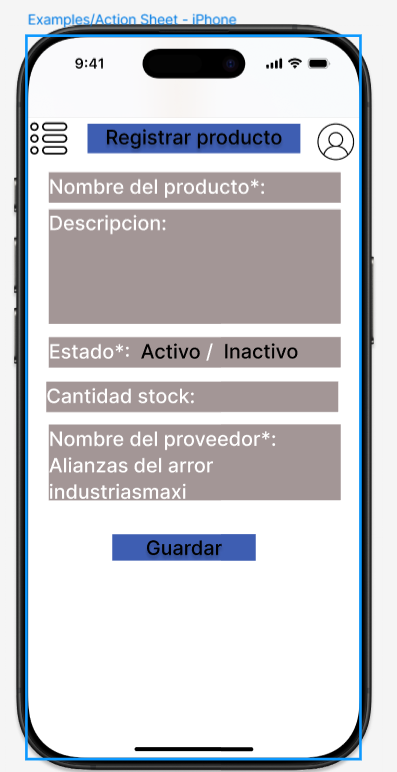 Examples/Action Sheet - iPhone
9:41
Registrar producto
Nombre del producto*:
Descripcion:
Estado*: Activo / Inactivo
Cantidad stock:
Nombre del proveedor*:
Alianzas del arror
industriasmaxi
Guardar